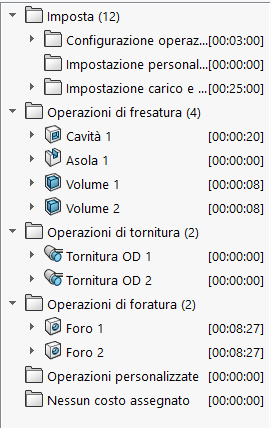 Imposta (12)
Configurazione operaz...[00:03:00]
Impostazione personal...[00:00:00]
Impostazione carico e ...[00:25:00]
Operazioni di fresatura (4)
Cavità 1 [00:00:20]
Asola 1 [00:00:00]
Volume 1 [00:00:08]
Volume 2 [00:00:08]
Operazioni di tornitura (2)
Tornitura OD 1 [00:00:00]
Tornitura OD 2 [00:00:00]
Operazioni di foratura (2)
Foro 1 [00:08:27]
Foro 2 [00:08:27]
Operazioni personalizzate [00:00:00]
Nessun costo assegnato [00:00:00]